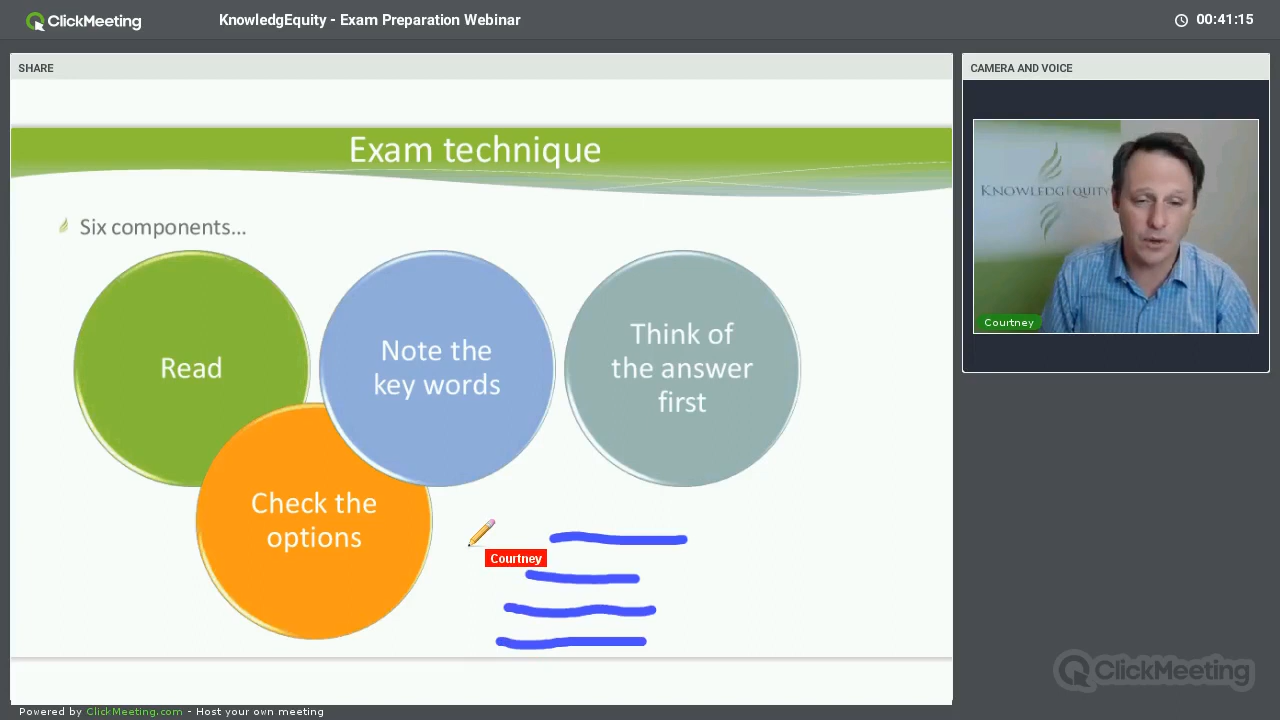 ClickMeeting
KnowledgEquity - Exam Preparation Webinar
00:41:15
SHARE
CAMERA AND VOICE
Exam technique
Six components...
Read
Note the
key words
Think of
the answer
first
Check the
options
Courtney
KNOWLEDGEQUITY
Courtney
ClickMeeting
Powered by ClickMeeting.com - Host your own meeting